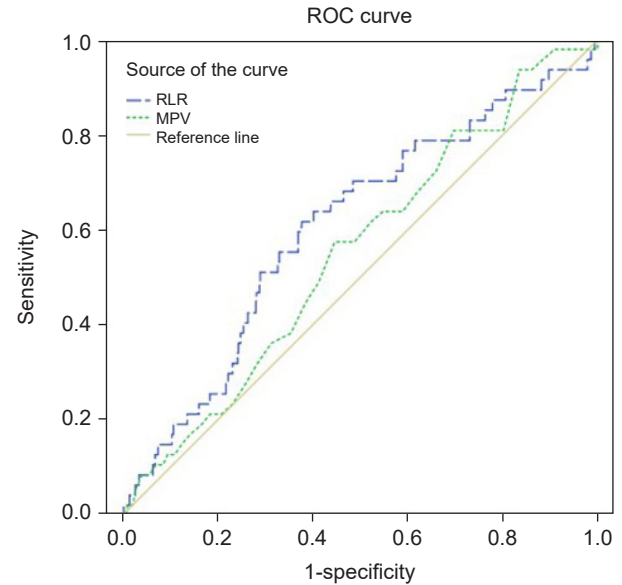 ROC curve
Source of the curve
RLR
MPV
Reference line
1.0
0.8
0.6
0.4
0.2
0.0
Sensitivity
0.0 0.2 0.4 0.6 0.8 1.0
1-specificity